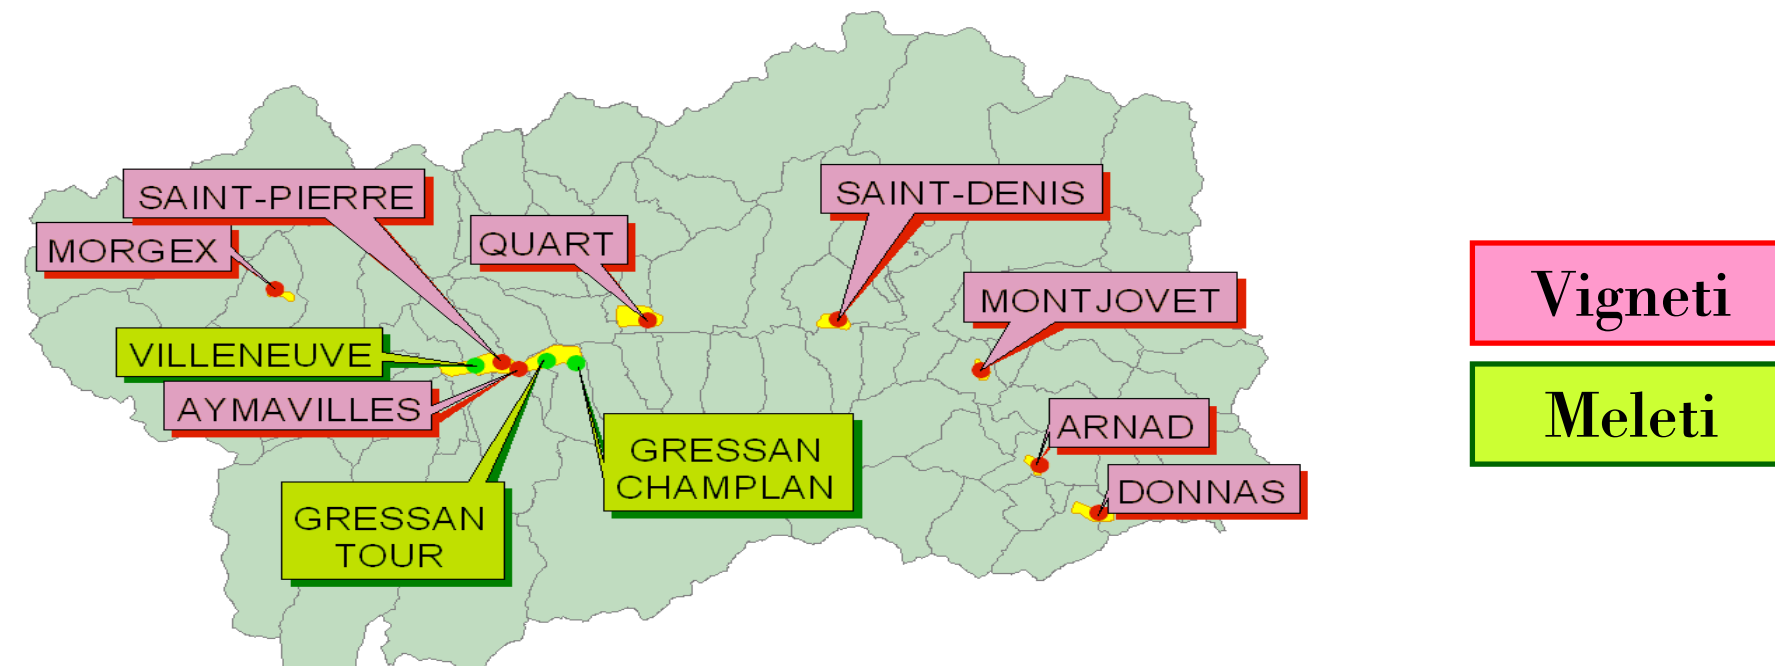 SAINT-PIERRE
SAINT-DENIS
MORGEX
QUART
MONTJOVET
VILLENEUVE
AYMAVILLES
ARNAD
GRESSAN
CHAMPLAN
DONNAS
GRESSAN
TOUR
Vigneti
Meleti